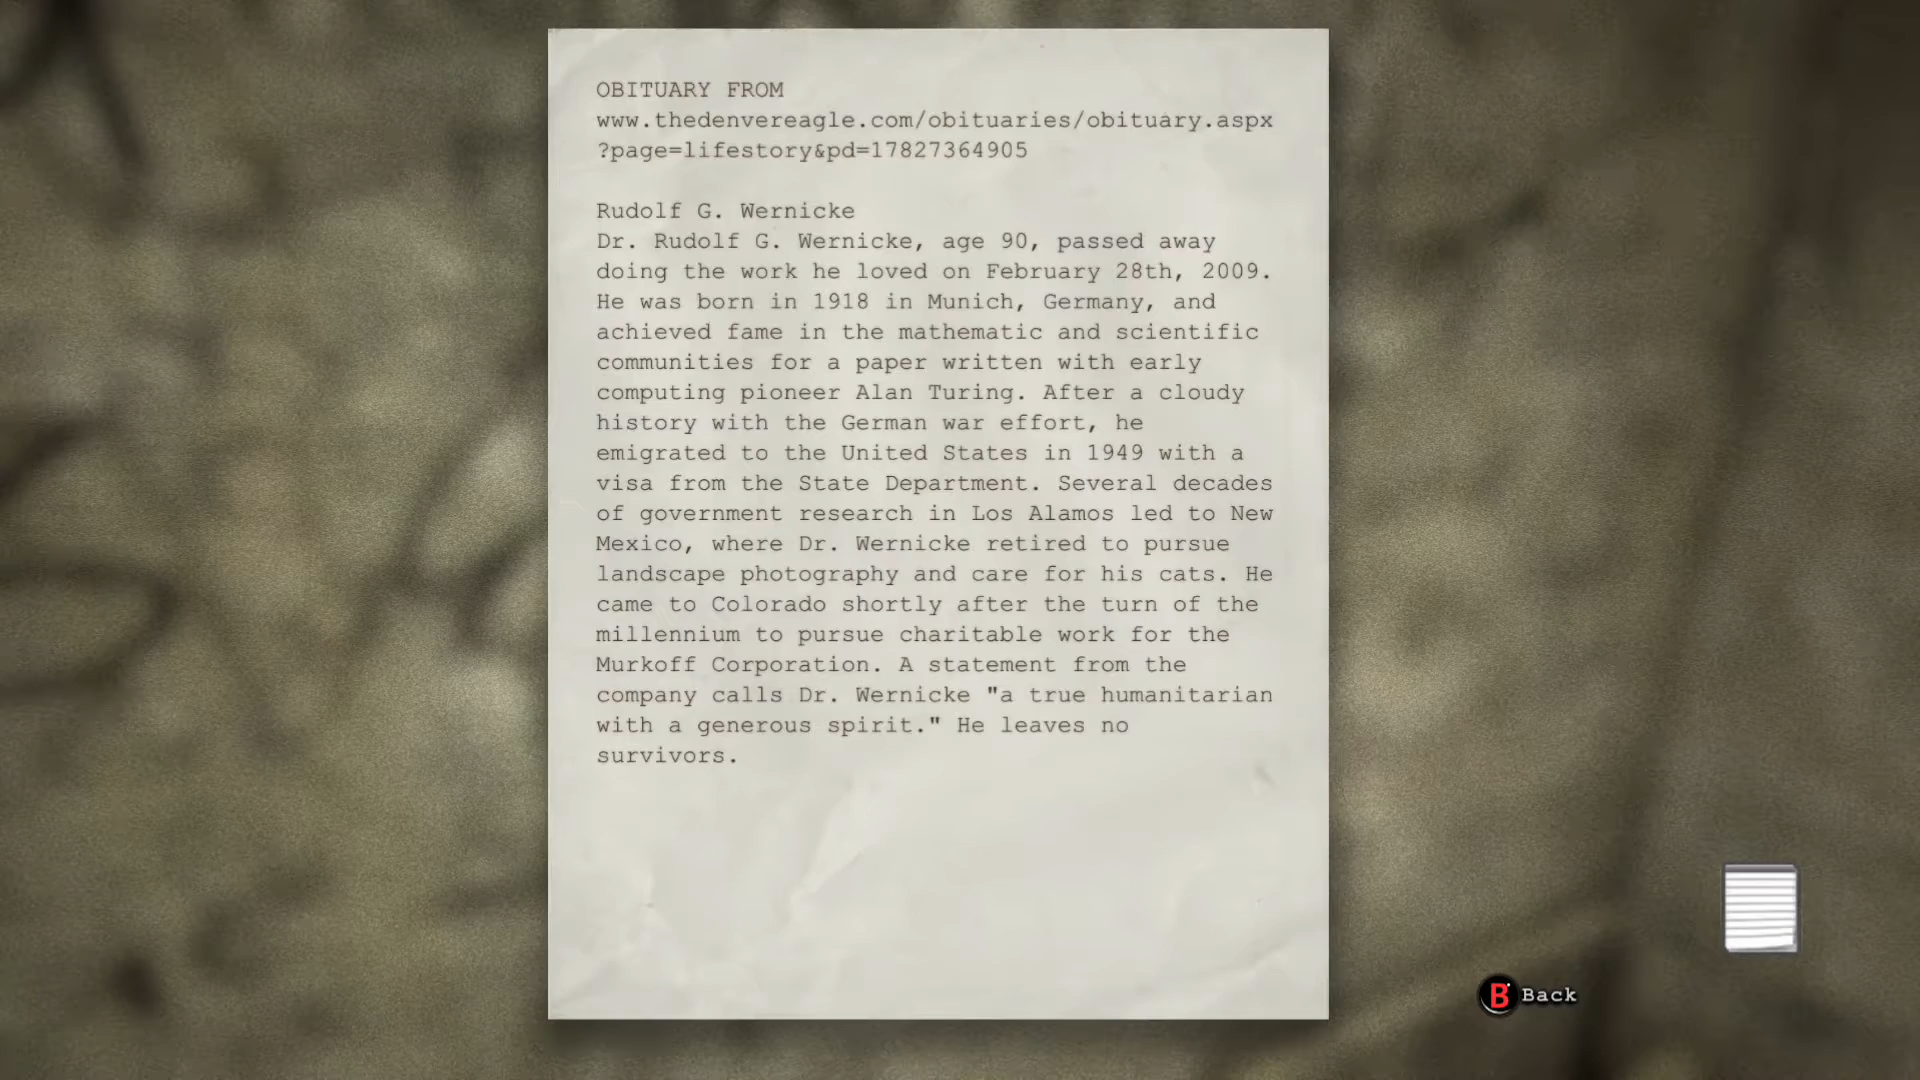 OBITUARY FROM
www.thedenvereagle.com/obituaries/obituary.aspx
?page=lifestory&pd=17827364905
Rudolf G. Wernicke
Dr. Rudolf G. Wernicke, age 90, passed away
doing the work he loved on February 28th, 2009.
He was born in 1918 in Munich, Germany, and
achieved fame in the mathematic and scientific
communities for a paper written with early
computing pioneer Alan Turing. After a cloudy
history with the German war effort, he
emigrated to the United States in 1949 with a
visa from the State Department. Several decades
of government research in Los Alamos led to New
Mexico, where Dr. Wernicke retired to pursue
landscape photography and care for his cats. He
came to Colorado shortly after the turn of the
millennium to pursue charitable work for the
Murkoff Corporation. A statement from the
company calls Dr. Wernicke "a true humanitarian
with a generous spirit." He leaves no
survivors.
B Back